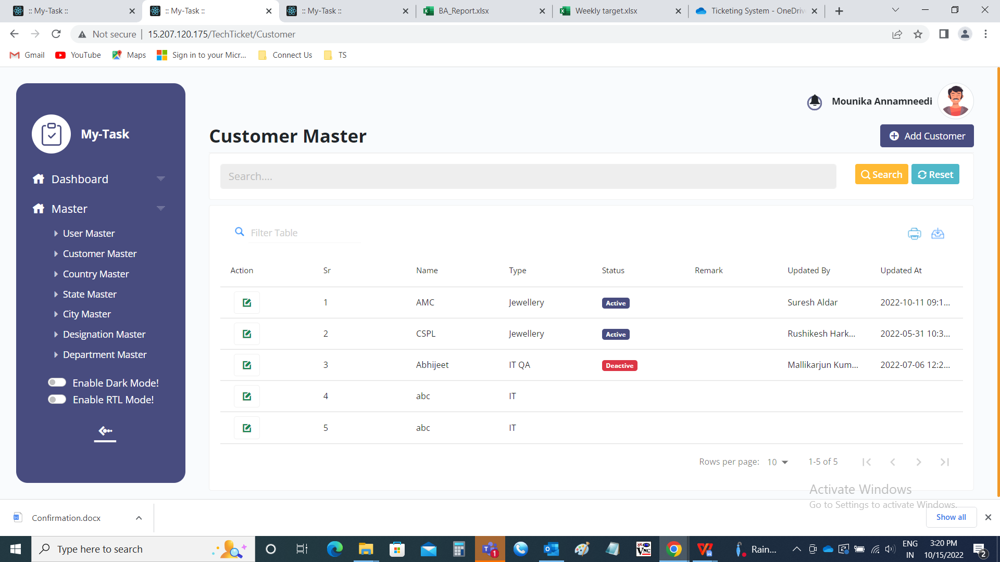 :: My-Task ::
:: My-Task ::
:: My-Task ::
BA_Report.xlsx
Weekly target.xlsx
Ticketing System - OneDriv
Not secure
15.207.120.175/TechTicket/Customer
Gmail
YouTube
Maps
Sign in to your Micr...
Connect Us
TS
My-Task
Dashboard
Master
User Master
Customer Master
Country Master
State Master
City Master
Designation Master
Department Master
Enable Dark Mode!
Enable RTL Mode!
Mounika Annamneedi
Customer Master
Add Customer
Search....
Search
Reset
Filter Table
Action Sr Name Type Status Remark Updated By Updated At
1 AMC Jewellery Active Suresh Aldar 2022-10-11 09:1...
2 CSPL Jewellery Active Rushikesh Hark... 2022-05-31 10:3...
3 Abhijeet IT QA Deactive Mallikarjun Kum... 2022-07-06 12:2...
4 abc IT
5 abc IT
Rows per page: 10 1-5 of 5
Activate Windows
Go to Settings to activate Windows.
Confirmation.docx
Show all
Type here to search
T
1
VNC
Rain...
ENG
IN
3:20 PM
10/15/2022
2